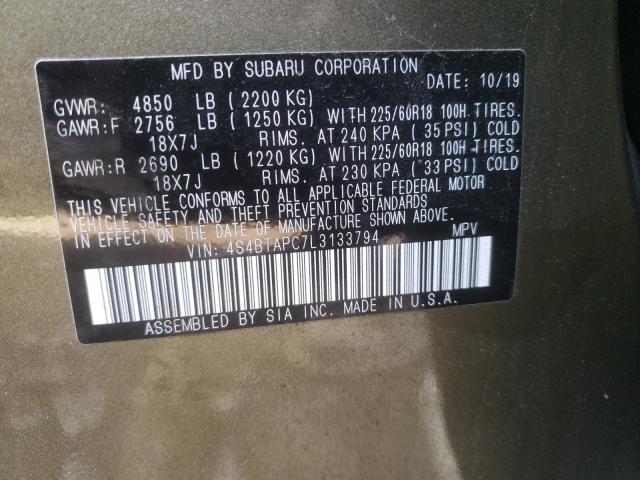 MFD BY SUBARU CORPORATION DATE: 10/19
GVWR: 4850 LB (2200 KG)
GAWR:F 2756 LB (1250 KG) WITH 225/60R18 100H TIRES.
18X7J RIMS. AT 240 KPA (35 PSI) COLD
GAWR:R 2690 LB (1220 KG) WITH 225/60R18 100H TIRES.
18X7J RIMS. AT 230 KPA (33 PSI) COLD
THIS VEHICLE CONFORMS TO ALL APPLICABLE FEDERAL MOTOR
VEHICLE SAFETY AND THEFT PREVENTION STANDARDS
IN EFFECT ON THE DATE OF MANUFACTURE SHOWN ABOVE.
VIN: 4S4BTAPC7L3133794 MPV
ASSEMBLED BY SIA INC. MADE IN U.S.A.